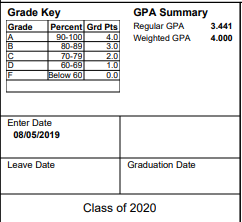 Grade Key
Grade Percent Grd Pts
A 90-100 4.0
B 80-89 3.0
C 70-79 2.0
D 60-69 1.0
F Below 60 0.0
GPA Summary
Regular GPA 3.441
Weighted GPA 4.000
Enter Date
08/05/2019
Leave Date
Graduation Date
Class of 2020